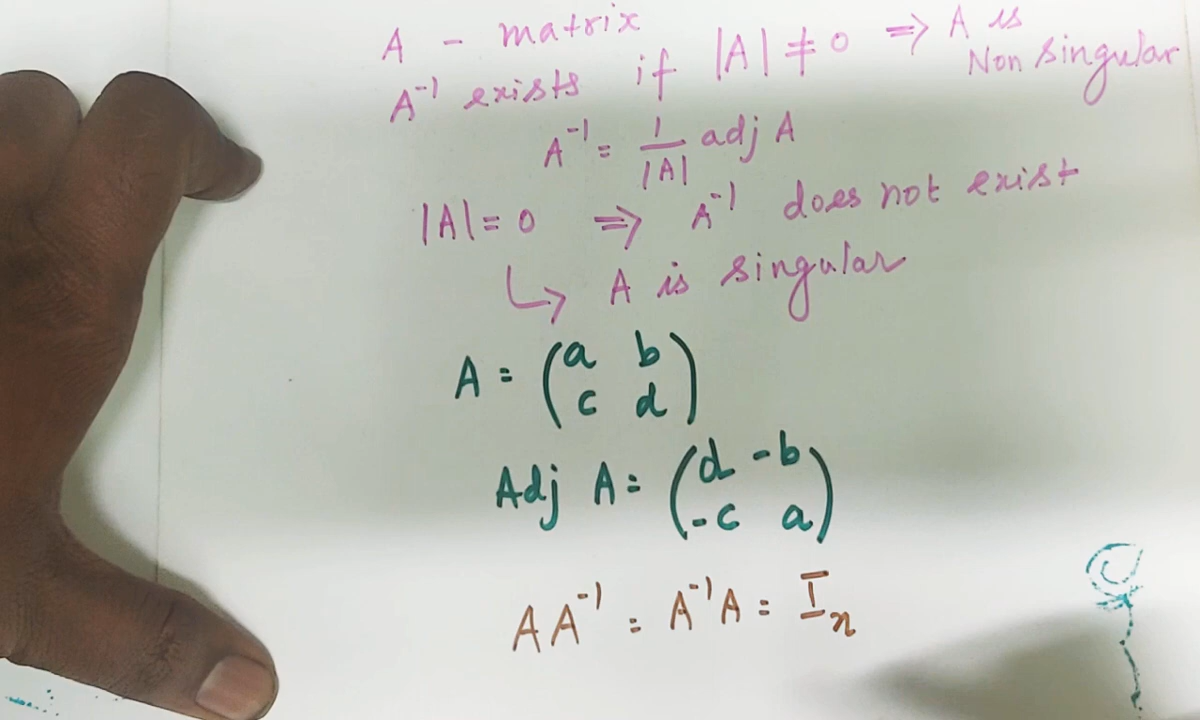 A - matrix
A⁻¹ exists if |A| ≠ 0 ⇒ A is Non singular
A⁻¹ = 1/|A| adj A
|A| = 0 ⇒ A⁻¹ does not exist
↳ A is singular
A = (a b
c d)
Adj A = (d -b
-c a)
AA⁻¹ = A⁻¹A = Iₙ